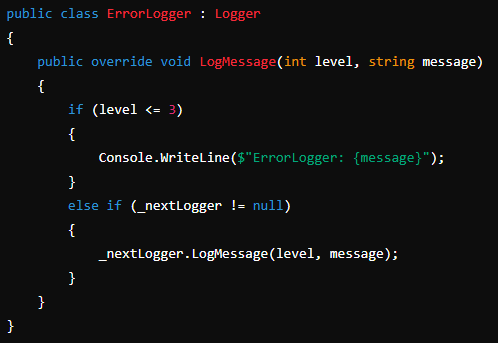 public class ErrorLogger : Logger
{
    public override void LogMessage(int level, string message)
    {
        if (level <= 3)
        {
            Console.WriteLine($"ErrorLogger: {message}");
        }
        else if (_nextLogger != null)
        {
            _nextLogger.LogMessage(level, message);
        }
    }
}